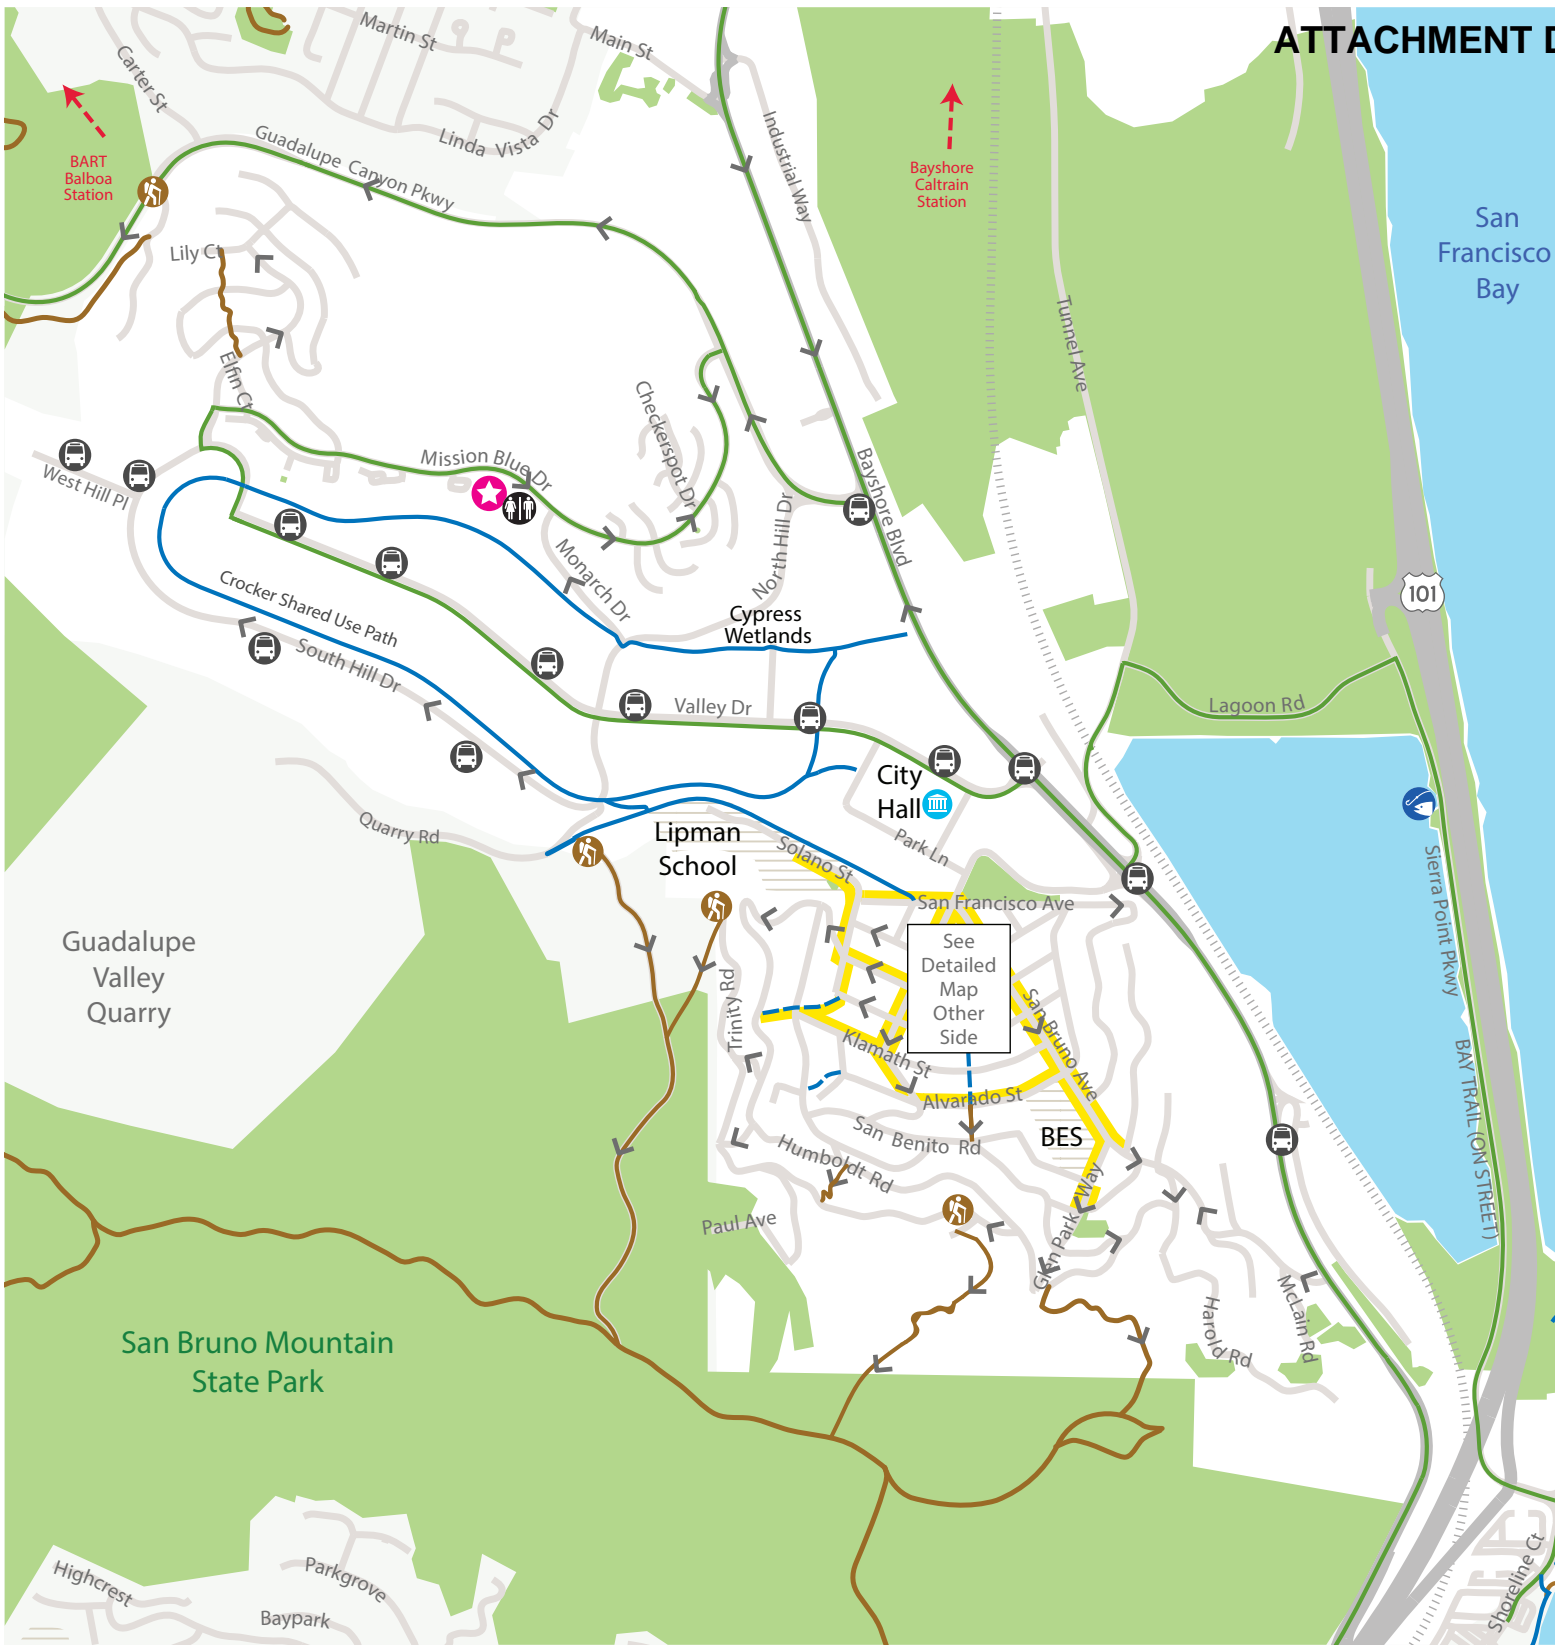 ATTACHMENT D
Martin St
Main St
Carter St
Linda Vista Dr
Industrial Way
BART
Balboa
Station
Guadalupe Canyon Pkwy
Bayshore
Caltrain
Station
San
Francisco
Bay
Lily Ct
Tunnel Ave
Elfin Ct
Checkerspot Dr
Mission Blue Dr
West Hill Pl
Bayshore Blvd
North Hill Dr
Monarch Dr
101
Crocker Shared Use Path
Cypress
Wetlands
South Hill Dr
Valley Dr
Lagoon Rd
City
Hall
Quarry Rd
Lipman
School
Solano St
Park Ln
Sierra Point Pkwy
San Francisco Ave
Guadalupe
Valley
Quarry
See
Detailed
Map
Other
Side
Trinity Rd
San Bruno Ave
Klamath St
BAY TRAIL (ON STREET)
Alvarado St
San Benito Rd
BES
Humboldt Rd
Glen Park Way
Paul Ave
McLain Rd
Harold Rd
San Bruno Mountain
State Park
Shoreline Ct
Highcrest
Parkgrove
Baypark